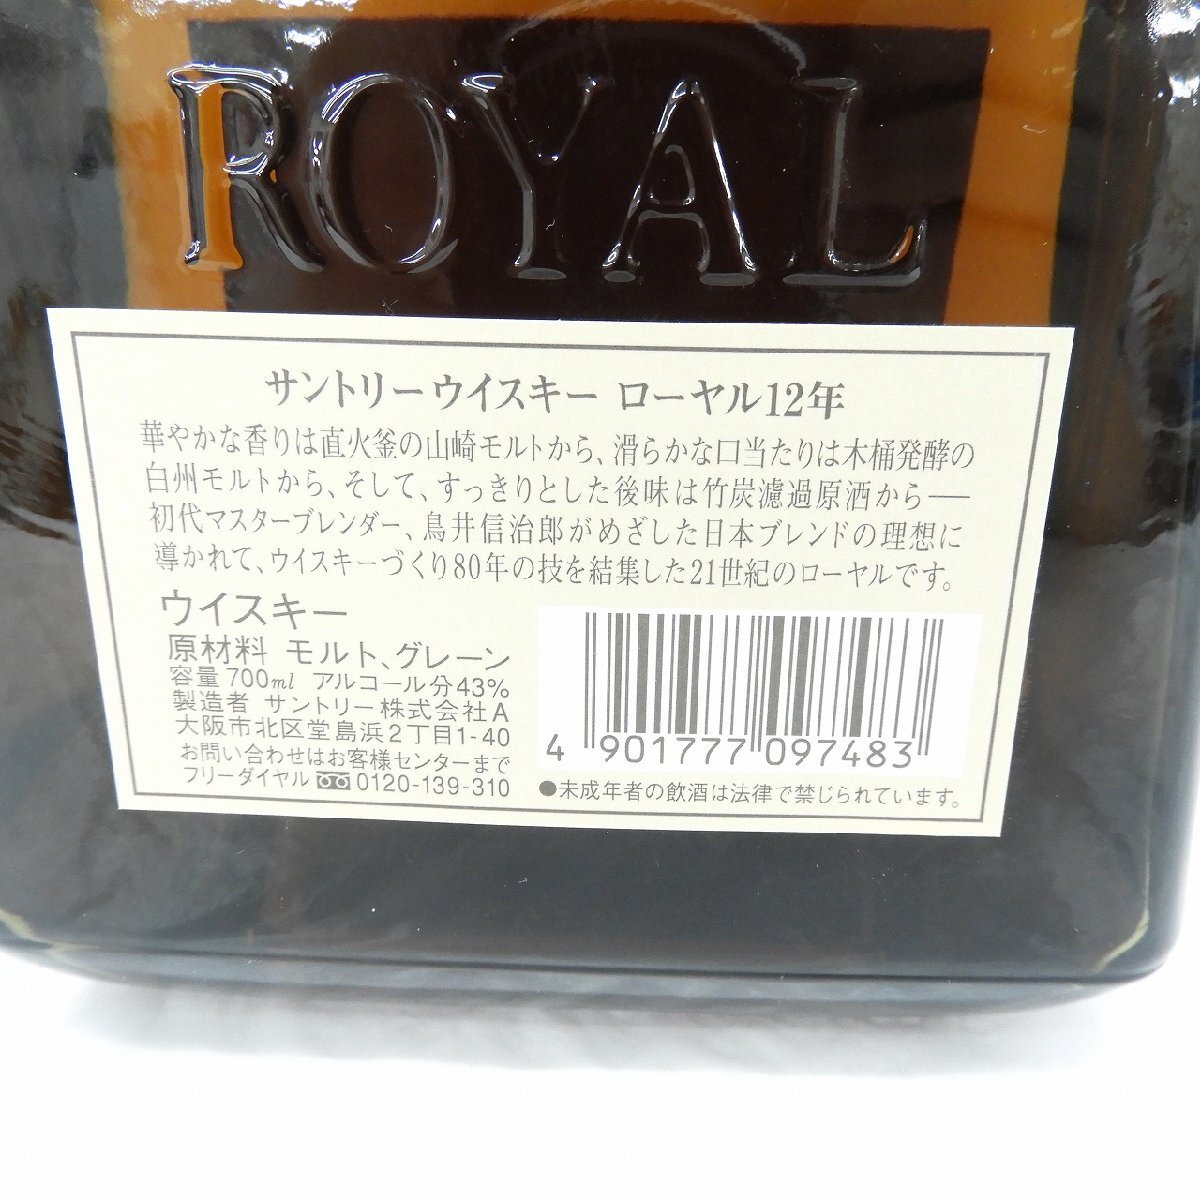 ROYAL
サントリーウイスキー ローヤル12年
華やかな香りは直火釜の山崎モルトから、滑らかな口当たりは木桶発酵の
白州モルトから、そして、すっきりとした後味は竹炭濾過原酒から──
初代マスターブレンダー、鳥井信治郎がめざした日本ブレンドの理想に
導かれて、ウイスキーづくり80年の技を結集した21世紀のローヤルです。
ウイスキー
原材料 モルト、グレーン
容量700ml アルコール分43%
製造者 サントリー株式会社A
大阪市北区堂島浜2丁目1-40
お問い合わせはお客様センターまで
フリーダイヤル 0120-139-310
4 901777 097483
●未成年者の飲酒は法律で禁じられています。